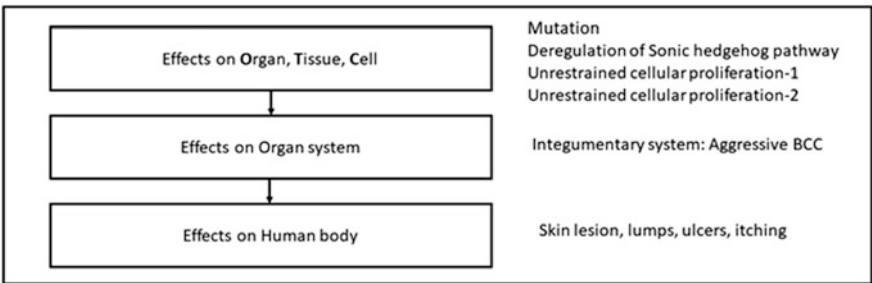 Effects on Organ, Tissue, Cell
Mutation
Deregulation of Sonic hedgehog pathway
Unrestrained cellular proliferation-1
Unrestrained cellular proliferation-2
Effects on Organ system
Integumentary system: Aggressive BCC
Effects on Human body
Skin lesion, lumps, ulcers, itching